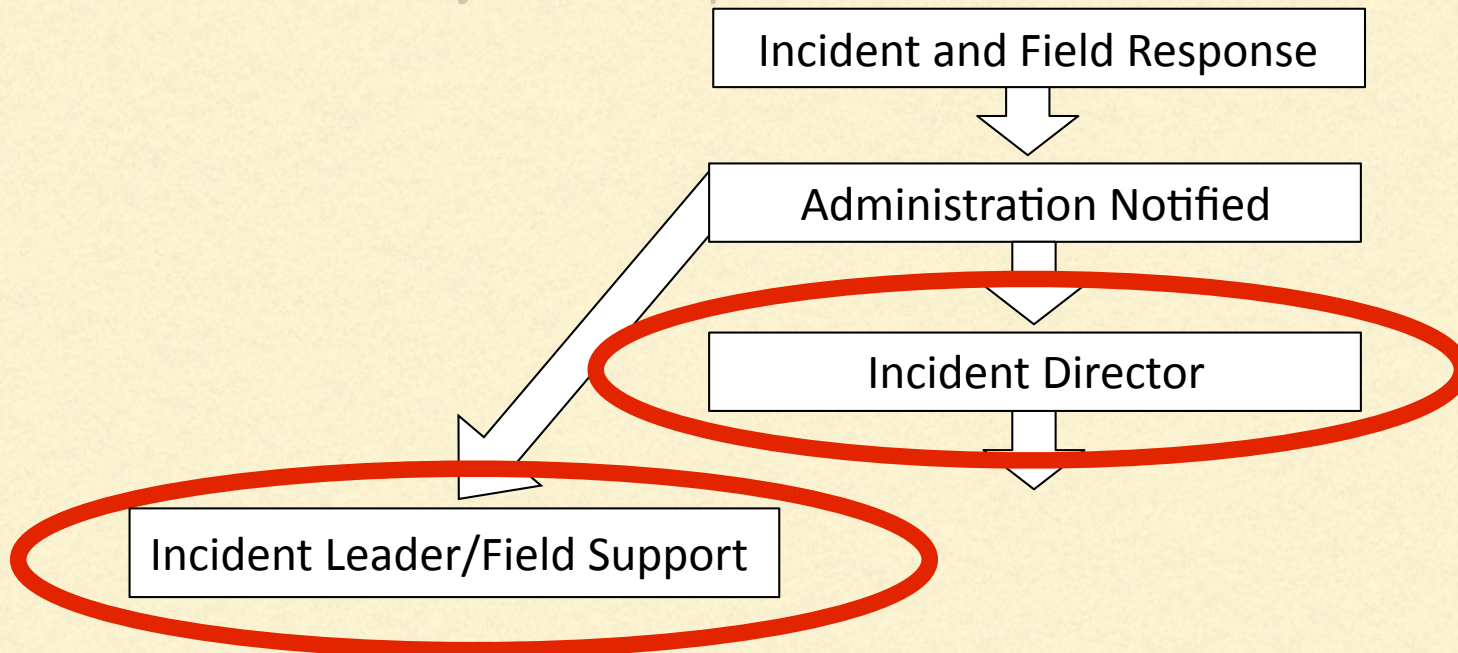 Incident and Field Response
Administration Notified
Incident Director
Incident Leader/Field Support